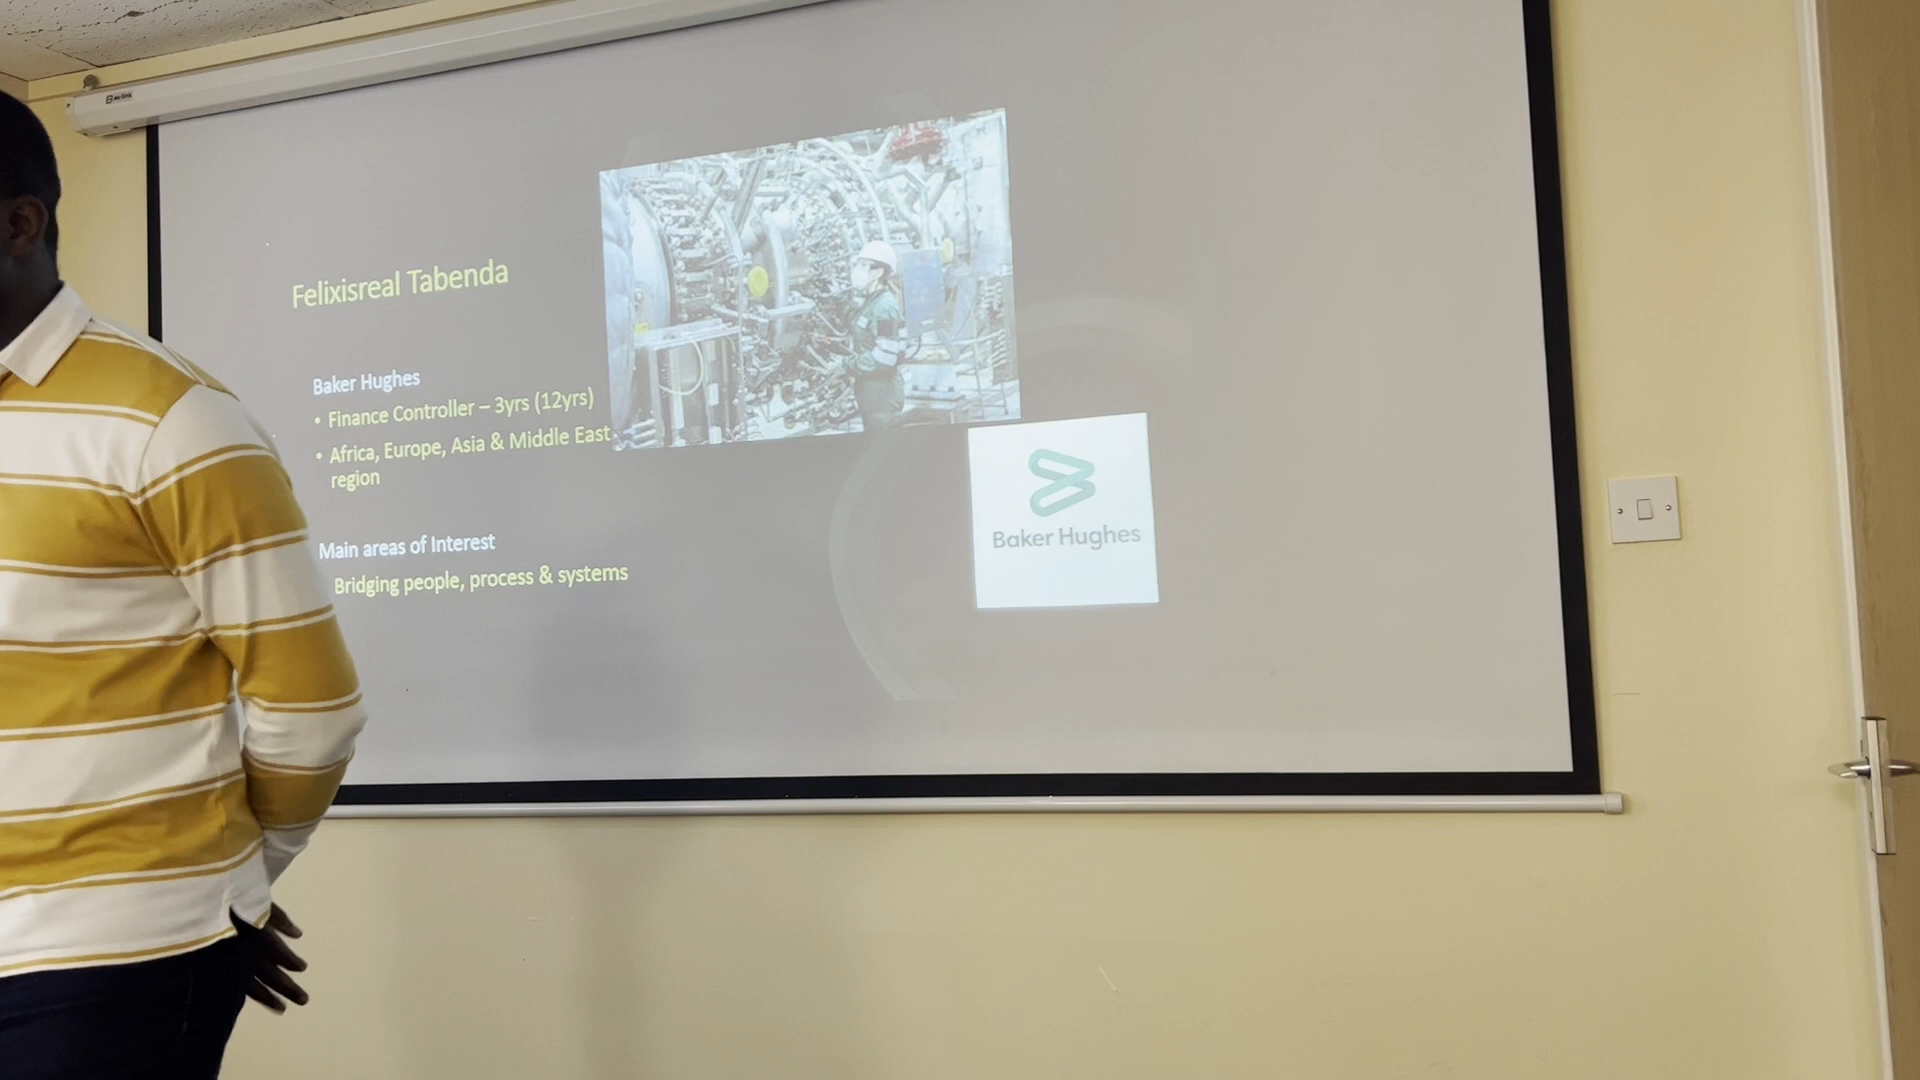 Felixisreal Tabenda
Baker Hughes
• Finance Controller – 3yrs (12yrs)
• Africa, Europe, Asia & Middle East
region
Main areas of Interest
Bridging people, process & systems
Baker Hughes